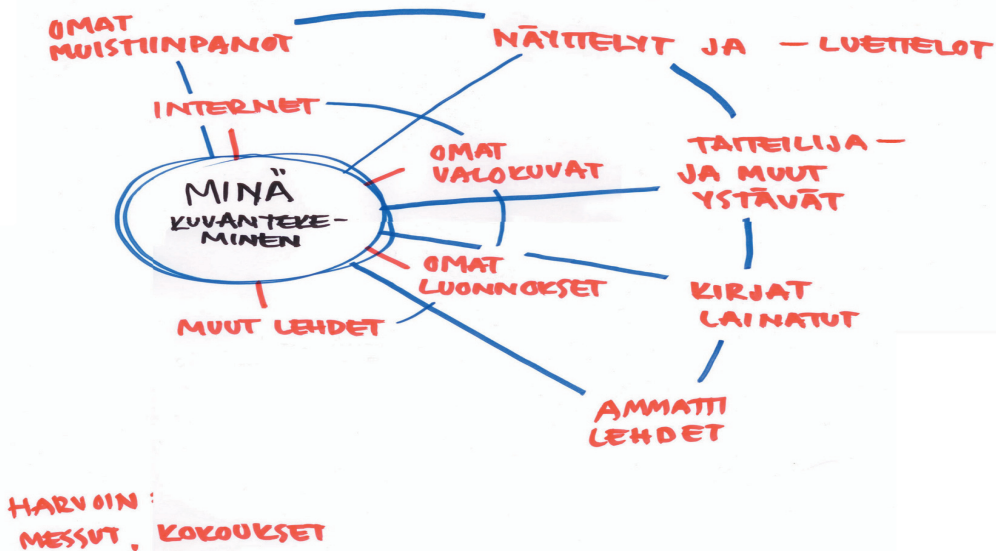 OMAT
MUISTIINPANOT
NÄYTTELYT JA – LUETTELOT
INTERNET
TAITEILIJA –
JA MUUT
YSTÄVÄT
OMAT
VALOKUVAT
MINÄ
KUVANTEKE-
MINEN
OMAT
LUONNOKSET
KIRJAT
LAINATUT
MUUT LEHDET
AMMATTI
LEHDET
HARVOIN:
MESSUT, KOKOUKSET